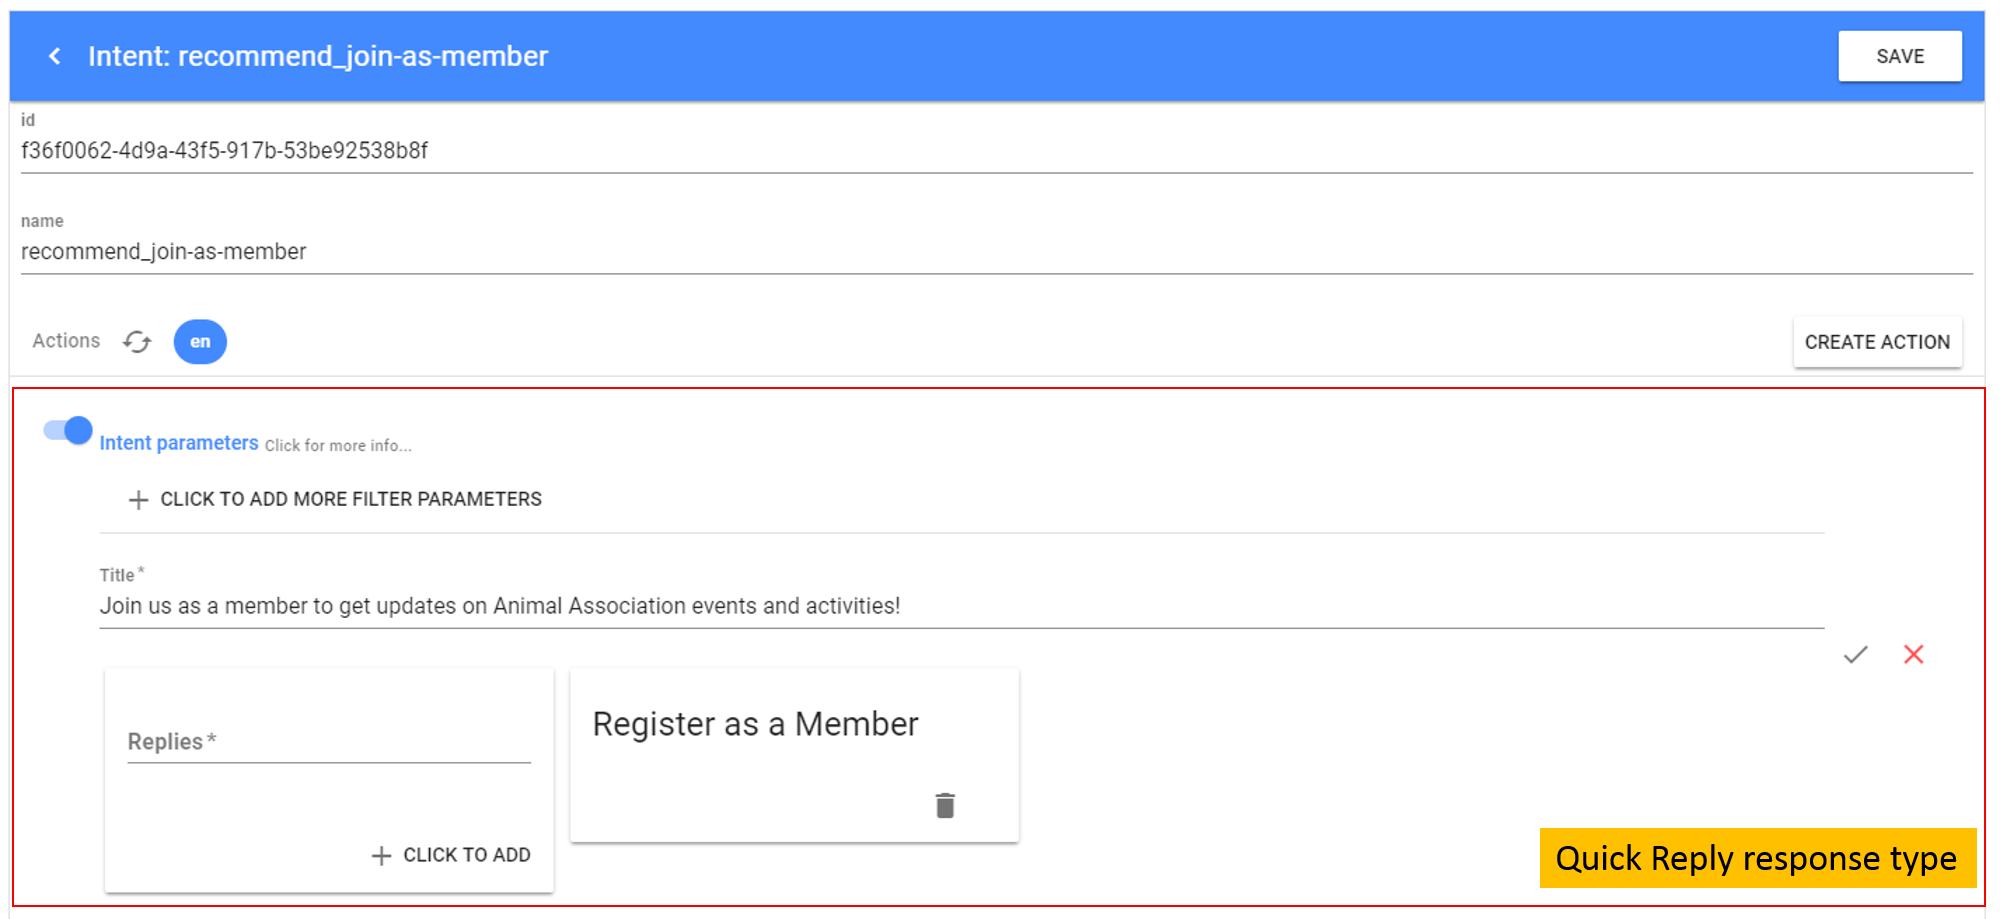 Intent: recommend_join-as-member
SAVE
id
f36f0062-4d9a-43f5-917b-53be92538b8f
name
recommend_join-as-member
Actions
en
CREATE ACTION
Intent parameters Click for more info...
CLICK TO ADD MORE FILTER PARAMETERS
Title *
Join us as a member to get updates on Animal Association events and activities!
Replies *
CLICK TO ADD
Register as a Member
Quick Reply response type